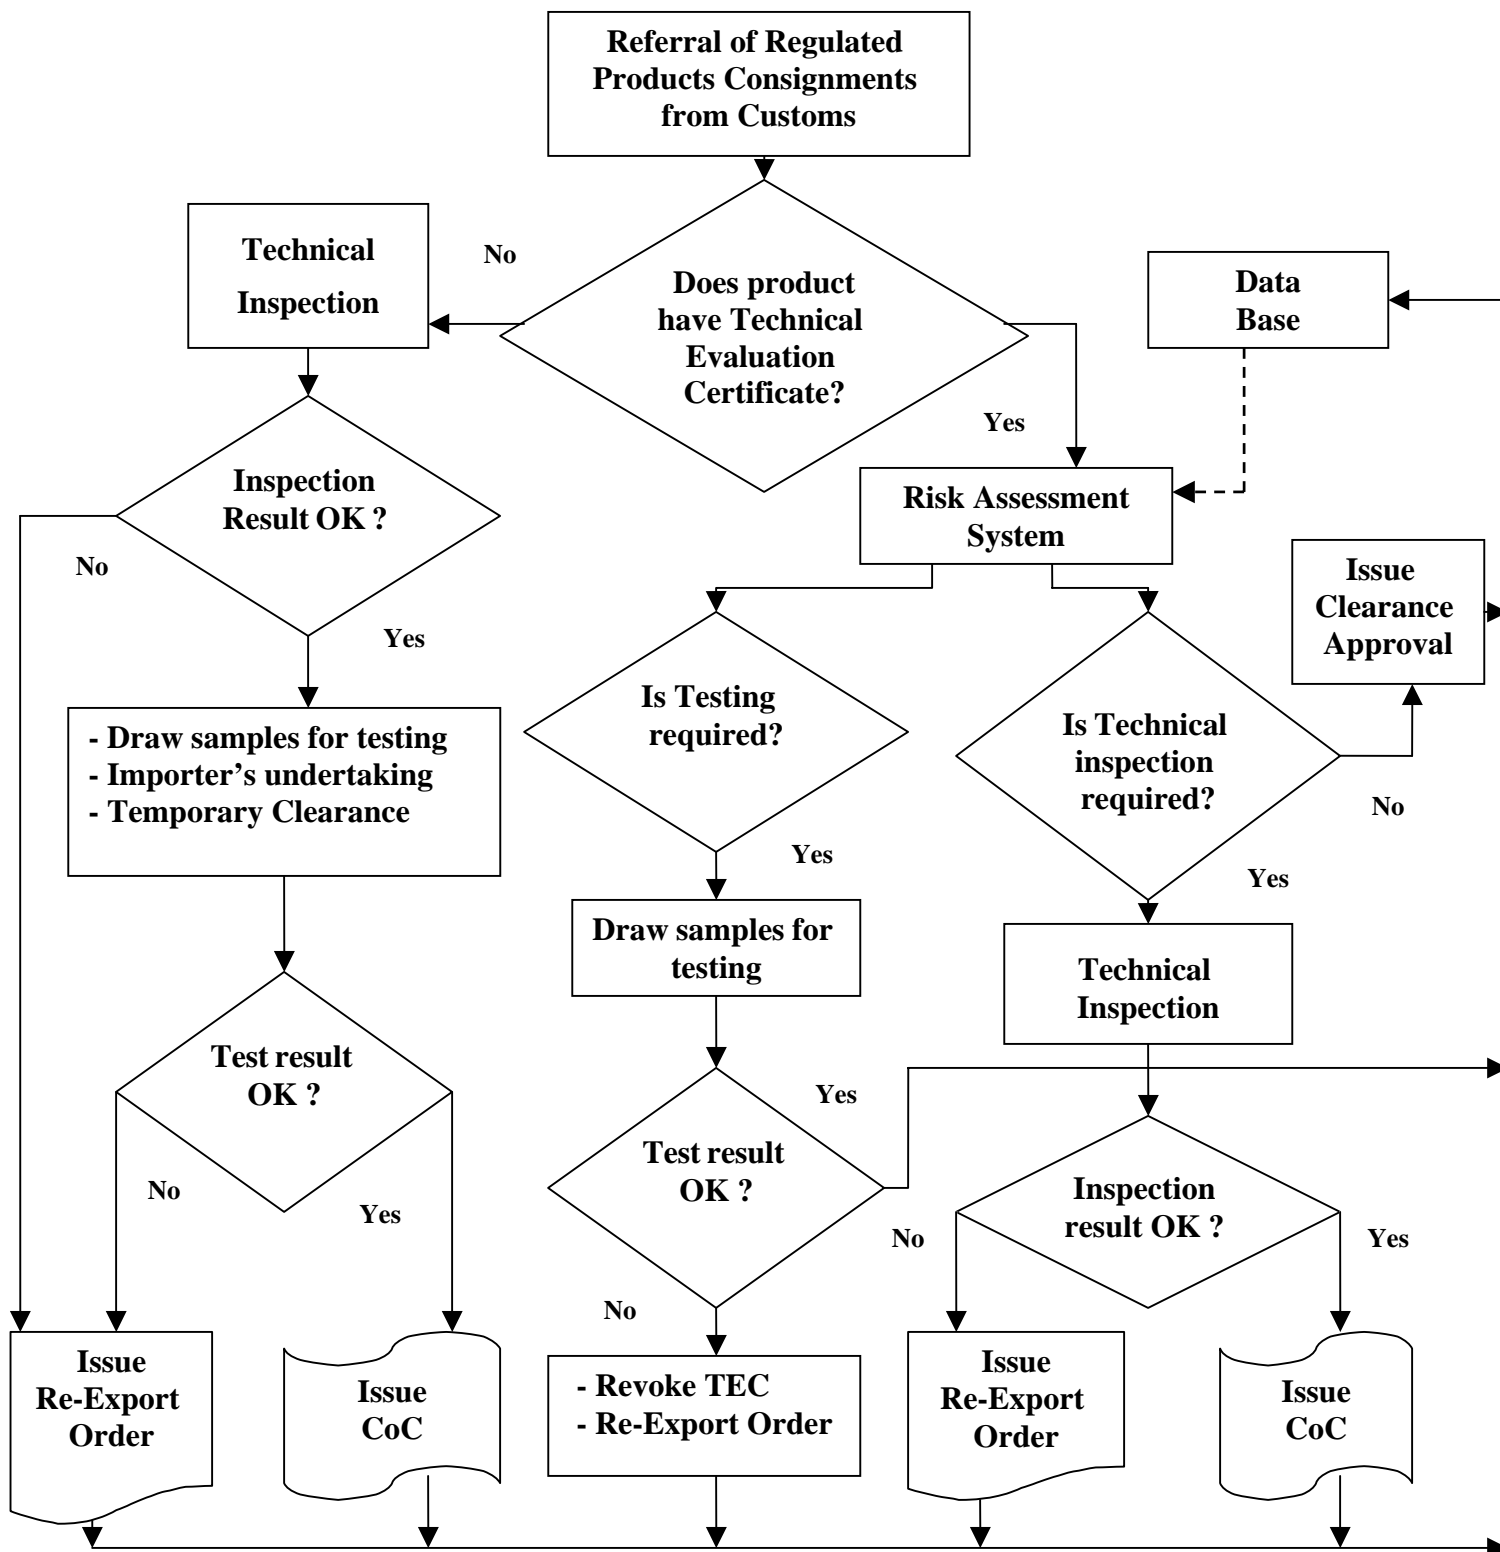 Referral of Regulated
Products Consignments
from Customs
Technical
Inspection
No
Does product
have Technical
Evaluation
Certificate?
Data
Base
Yes
Inspection
Result OK ?
No
Yes
Risk Assessment
System
Issue
Clearance
Approval
- Draw samples for testing
- Importer’s undertaking
- Temporary Clearance
Is Testing
required?
Yes
Is Technical
inspection
required?
No
Yes
Draw samples for
testing
Technical
Inspection
Test result
OK ?
No
Yes
Test result
OK ?
Yes
No
Inspection
result OK ?
No
Yes
Issue
Re-Export
Order
Issue
CoC
- Revoke TEC
- Re-Export Order
Issue
Re-Export
Order
Issue
CoC